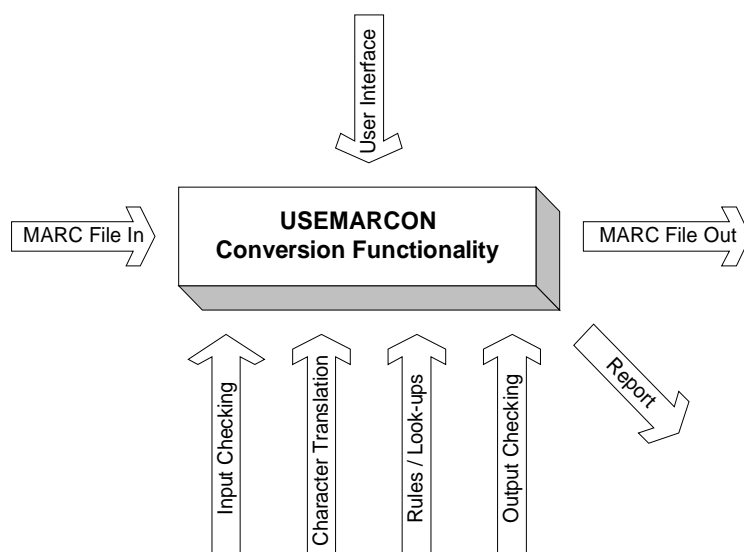 User Interface
MARC File In
USEMARCON
Conversion Functionality
MARC File Out
Input Checking
Character Translation
Rules / Look-ups
Output Checking
Report